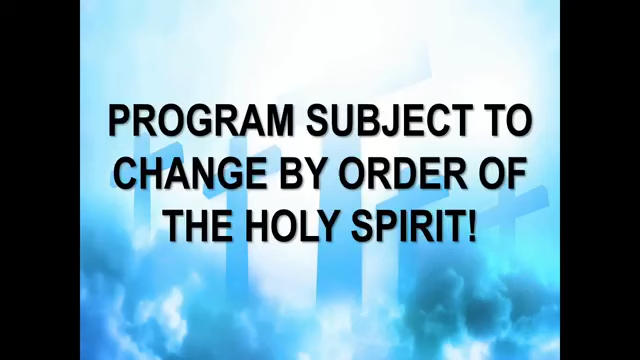 PROGRAM SUBJECT TO
CHANGE BY ORDER OF
THE HOLY SPIRIT!